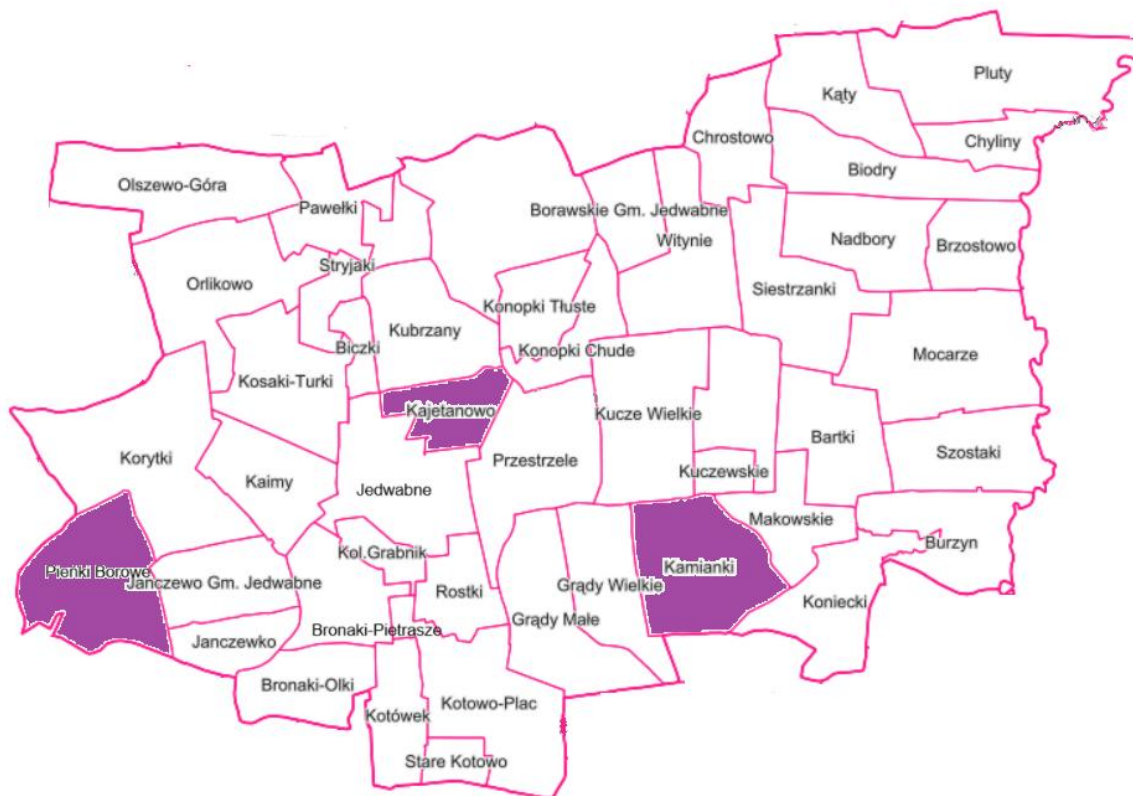 Pluty
Kąty
Chrostowo
Chyliny
Biodry
Olszewo-Góra
Pawełki
Borawskie Gm. Jedwabne
Witynie
Nadbory
Brzostowo
Stryjaki
Orlikowo
Siestrzanki
Konopki Tłuste
Kubrzany
Biczki
Konopki Chude
Mocarze
Kosaki-Turki
Kajetanowo
Kucze Wielkie
Bartki
Szostaki
Korytki
Kaimy
Jedwabne
Przestrzele
Kuczewskie
Makowskie
Burzyn
Kol.Grabnik
Kamianki
Pieńki Borowe
Janczewo Gm. Jedwabne
Grądy Wielkie
Rostki
Koniecki
Grądy Małe
Bronaki-Pietrasze
Janczewko
Bronaki-Olki
Kotowo-Plac
Kotówek
Stare Kotowo